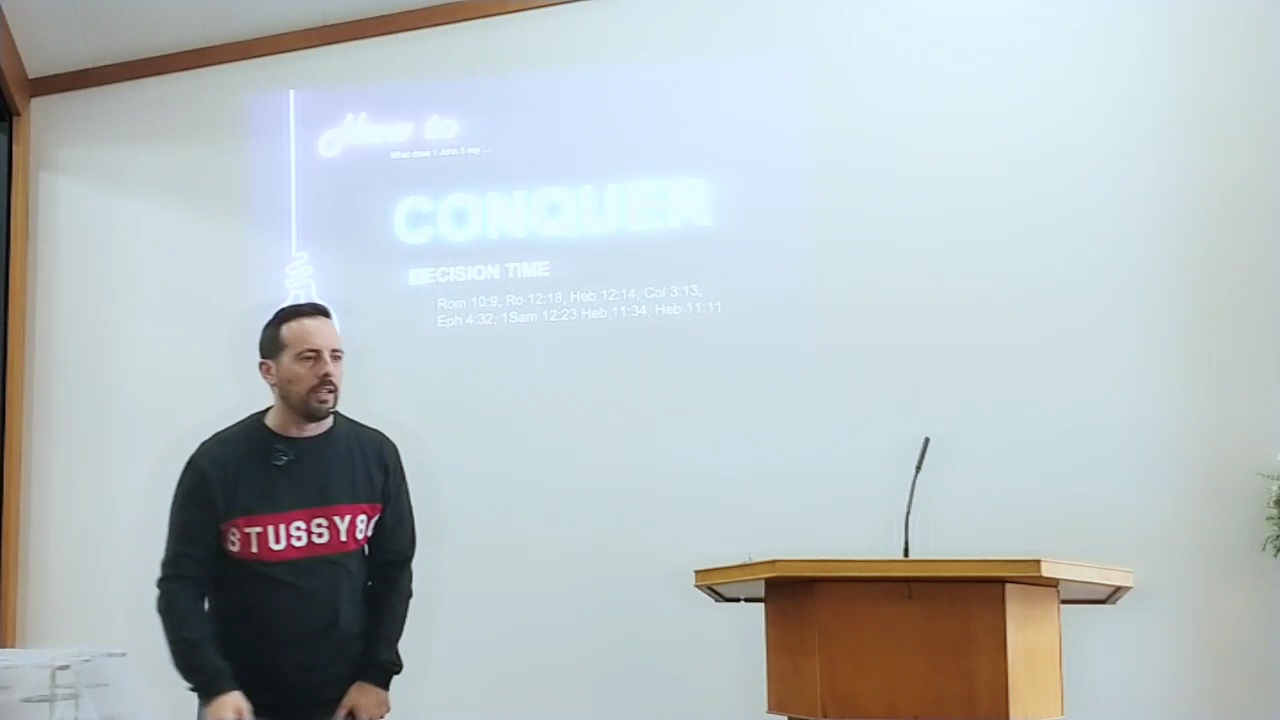 How to
What does 1 John 5 say ...
CONQUER
DECISION TIME
Rom 10:9, Ro 12:18, Heb 12:14, Col 3:13,
Eph 4:32, 1Sam 12:23 Heb 11:34, Heb 11:11
STUSSY8